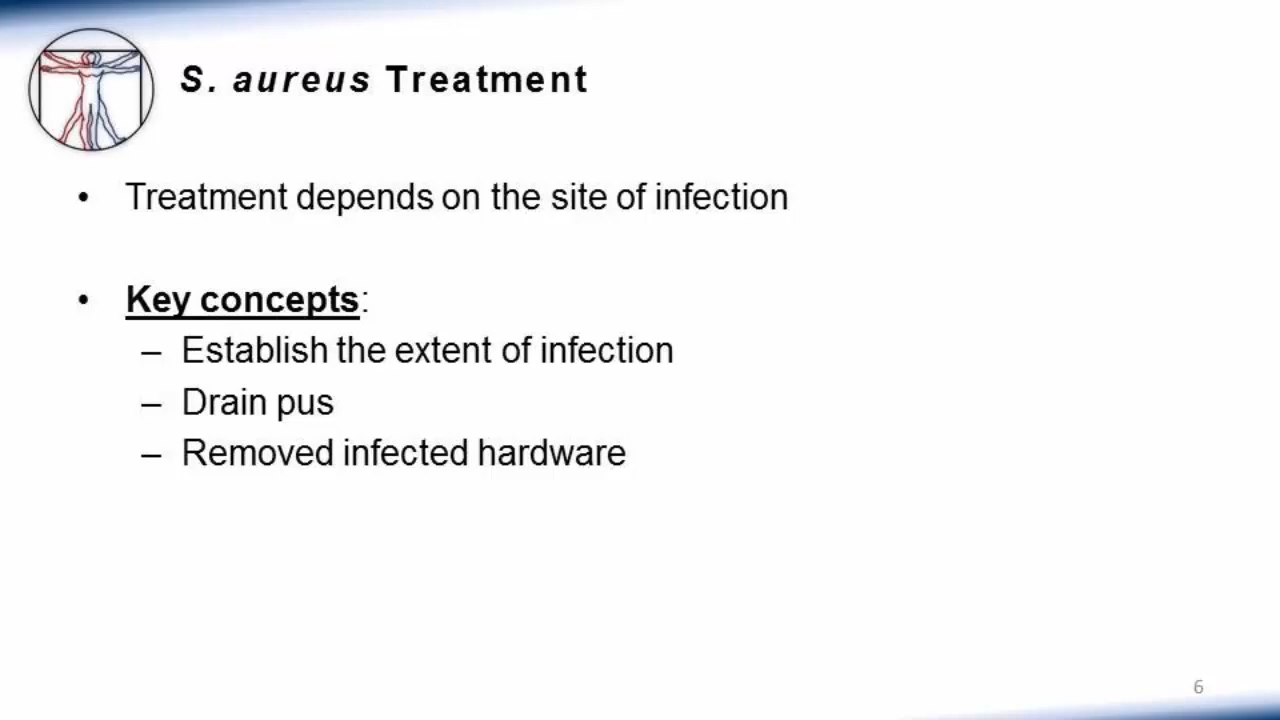 S. aureus Treatment
• Treatment depends on the site of infection
• Key concepts:
– Establish the extent of infection
– Drain pus
– Removed infected hardware
6